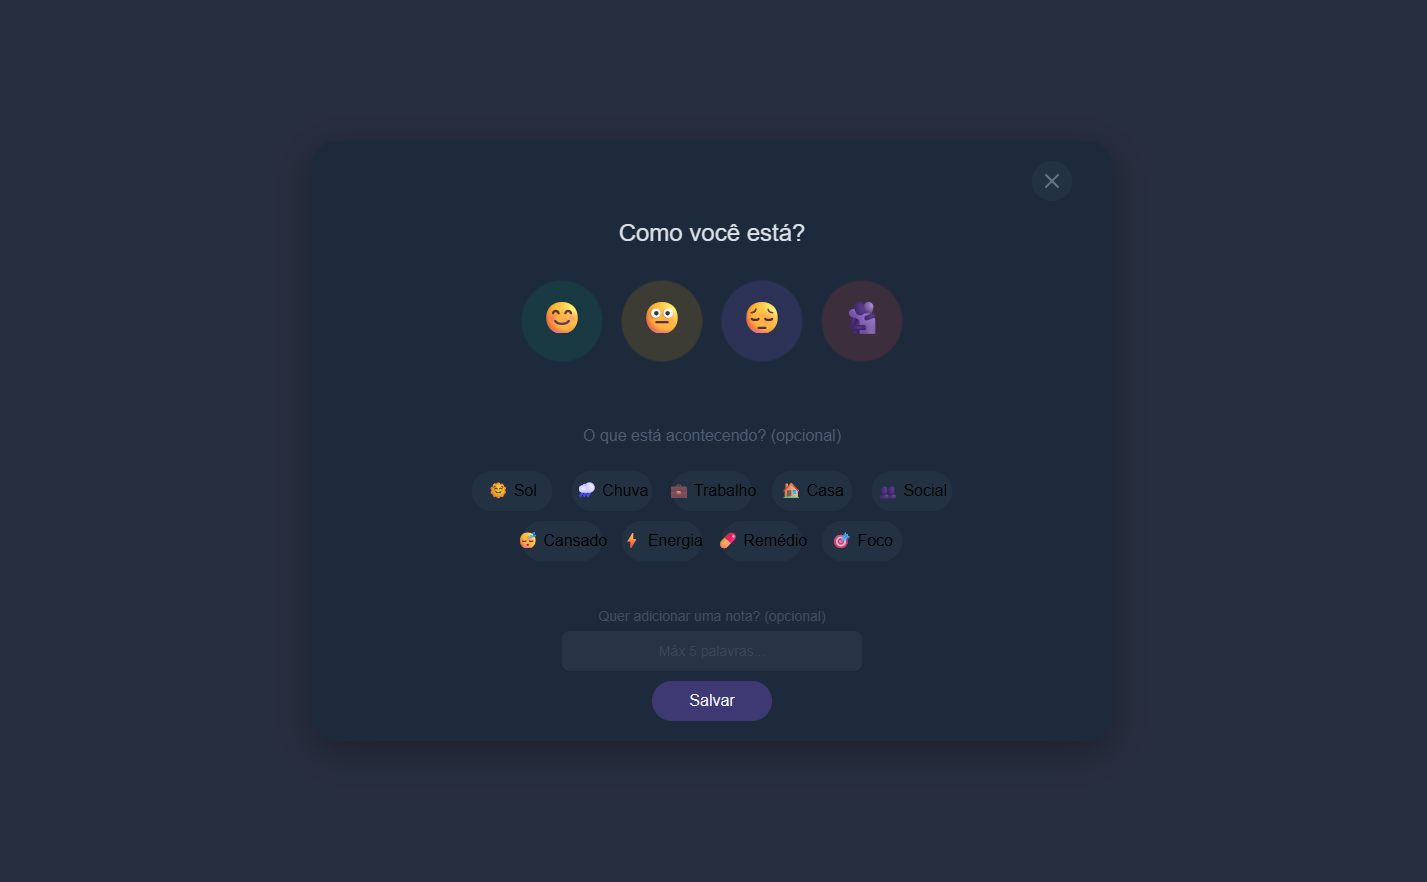 Como você está?
O que está acontecendo? (opcional)
Sol Chuva Trabalho Casa Social
Cansado Energia Remédio Foco
Quer adicionar uma nota? (opcional)
Máx 5 palavras...
Salvar